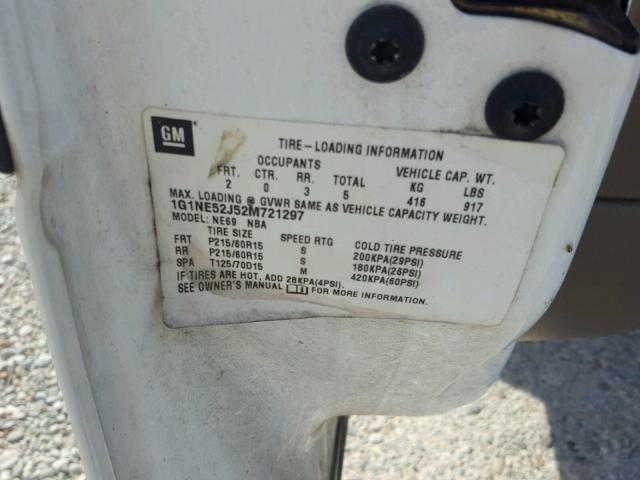 GM
TIRE-LOADING INFORMATION
OCCUPANTS VEHICLE CAP. WT.
FRT. CTR. RR. TOTAL KG LBS
2 0 3 5 416 917
MAX. LOADING @ GVWR SAME AS VEHICLE CAPACITY WEIGHT.
1G1NE52J52M721297
MODEL: NE69 NBA
TIRE SIZE SPEED RTG COLD TIRE PRESSURE
FRT P215/60R15 S 200KPA(29PSI)
RR P215/60R15 S 180KPA(26PSI)
SPA T125/70D15 M 420KPA(60PSI)
IF TIRES ARE HOT, ADD 28KPA(4PSI).
SEE OWNER'S MANUAL FOR MORE INFORMATION.